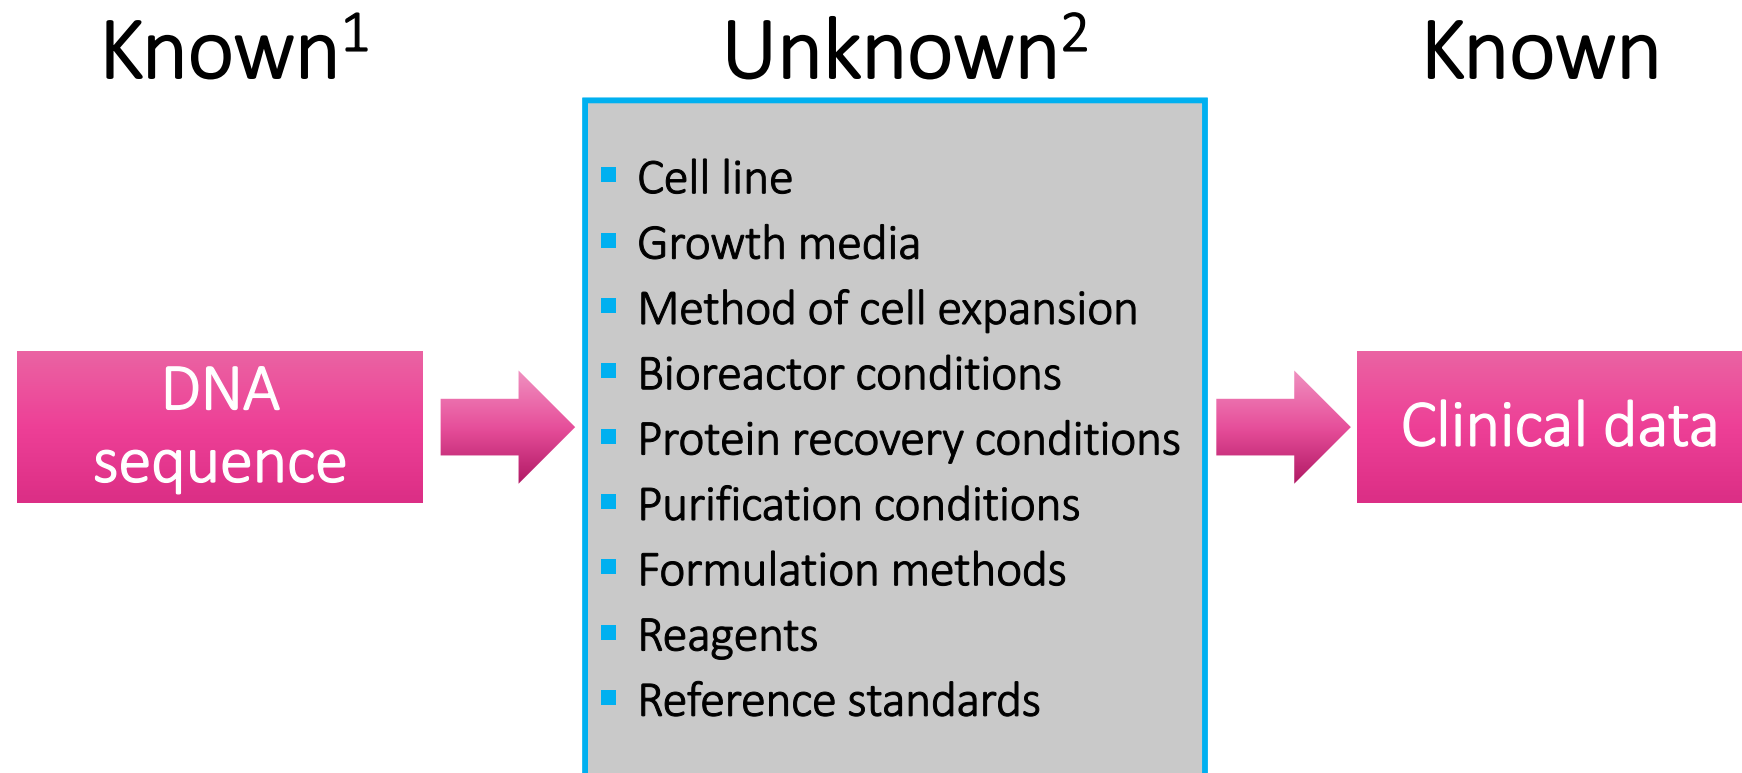 Known¹
Unknown²
Known
Cell line
Growth media
Method of cell expansion
Bioreactor conditions
Protein recovery conditions
Purification conditions
Formulation methods
Reagents
Reference standards
DNA
sequence
Clinical data